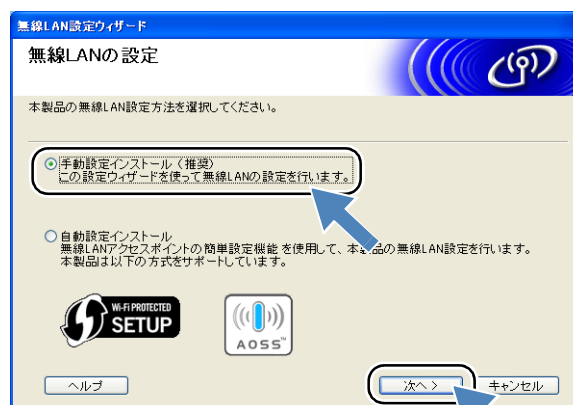 無線LAN設定ウィザード
無線LANの設定
本製品の無線LAN設定方法を選択してください。
手動設定インストール（推奨）
この設定ウィザードを使って無線LANの設定を行います。
自動設定インストール
無線LANアクセスポイントの簡単設定機能を使用して、本製品の無線LAN設定を行います。
本製品は以下の方式をサポートしています。
Wi-Fi PROTECTED
SETUP
AOSS™
ヘルプ
次へ >
キャンセル